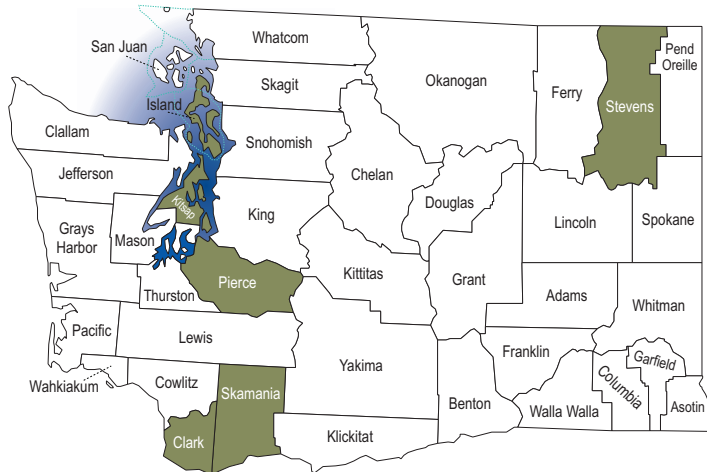 Whatcom
San Juan
Pend
Oreille
Skagit
Okanogan
Ferry
Island
Stevens
Clallam
Snohomish
Chelan
Jefferson
Douglas
Kitsap
King
Lincoln
Spokane
Grays
Harbor
Mason
Kittitas
Grant
Pierce
Adams
Thurston
Whitman
Pacific
Lewis
Franklin
Garfield
Yakima
Wahkiakum
Cowlitz
Skamania
Columbia
Benton
Walla Walla
Asotin
Clark
Klickitat